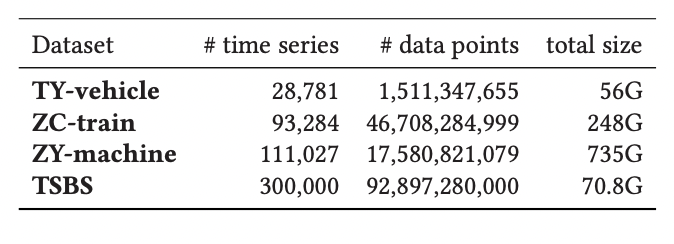 Dataset # time series # data points total size
TY-vehicle 28,781 1,511,347,655 56G
ZC-train 93,284 46,708,284,999 248G
ZY-machine 111,027 17,580,821,079 735G
TSBS 300,000 92,897,280,000 70.8G